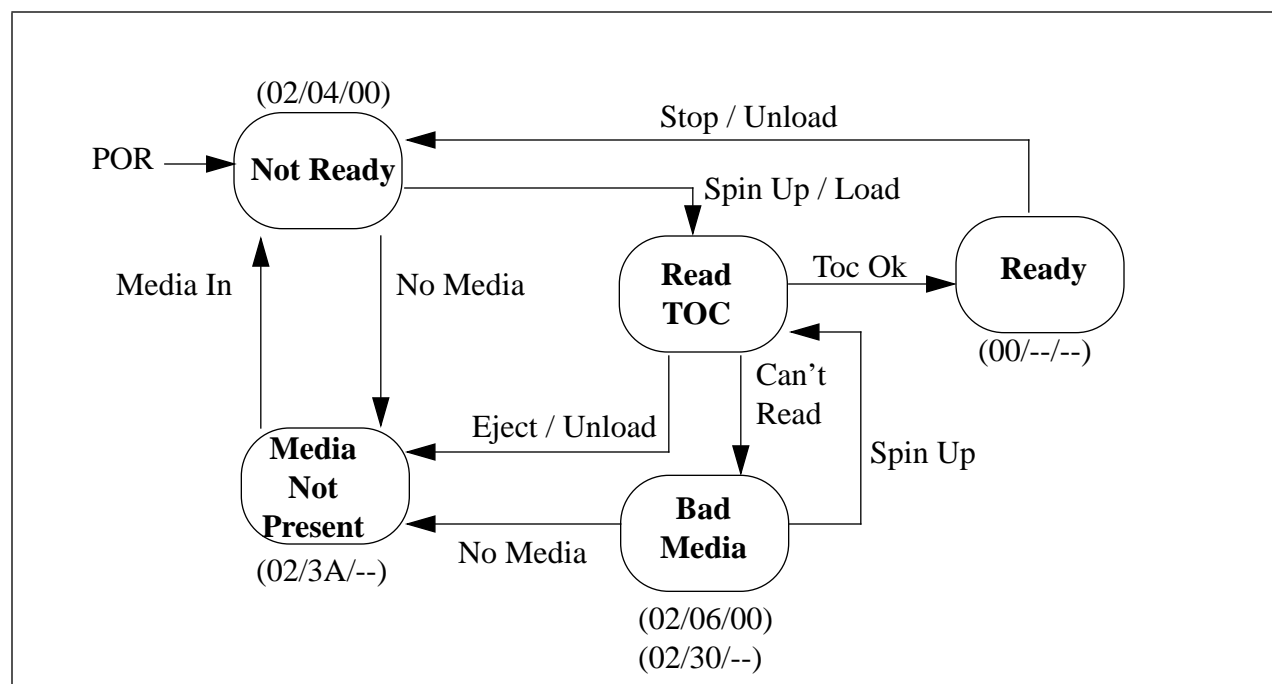 (02/04/00)
Stop / Unload
POR
Not Ready
Spin Up / Load
Media In
No Media
Read
TOC
Toc Ok
Ready
(00/--/--)
Can't
Read
Eject / Unload
Spin Up
Media
Not
Present
No Media
Bad
Media
(02/3A/--)
(02/06/00)
(02/30/--)